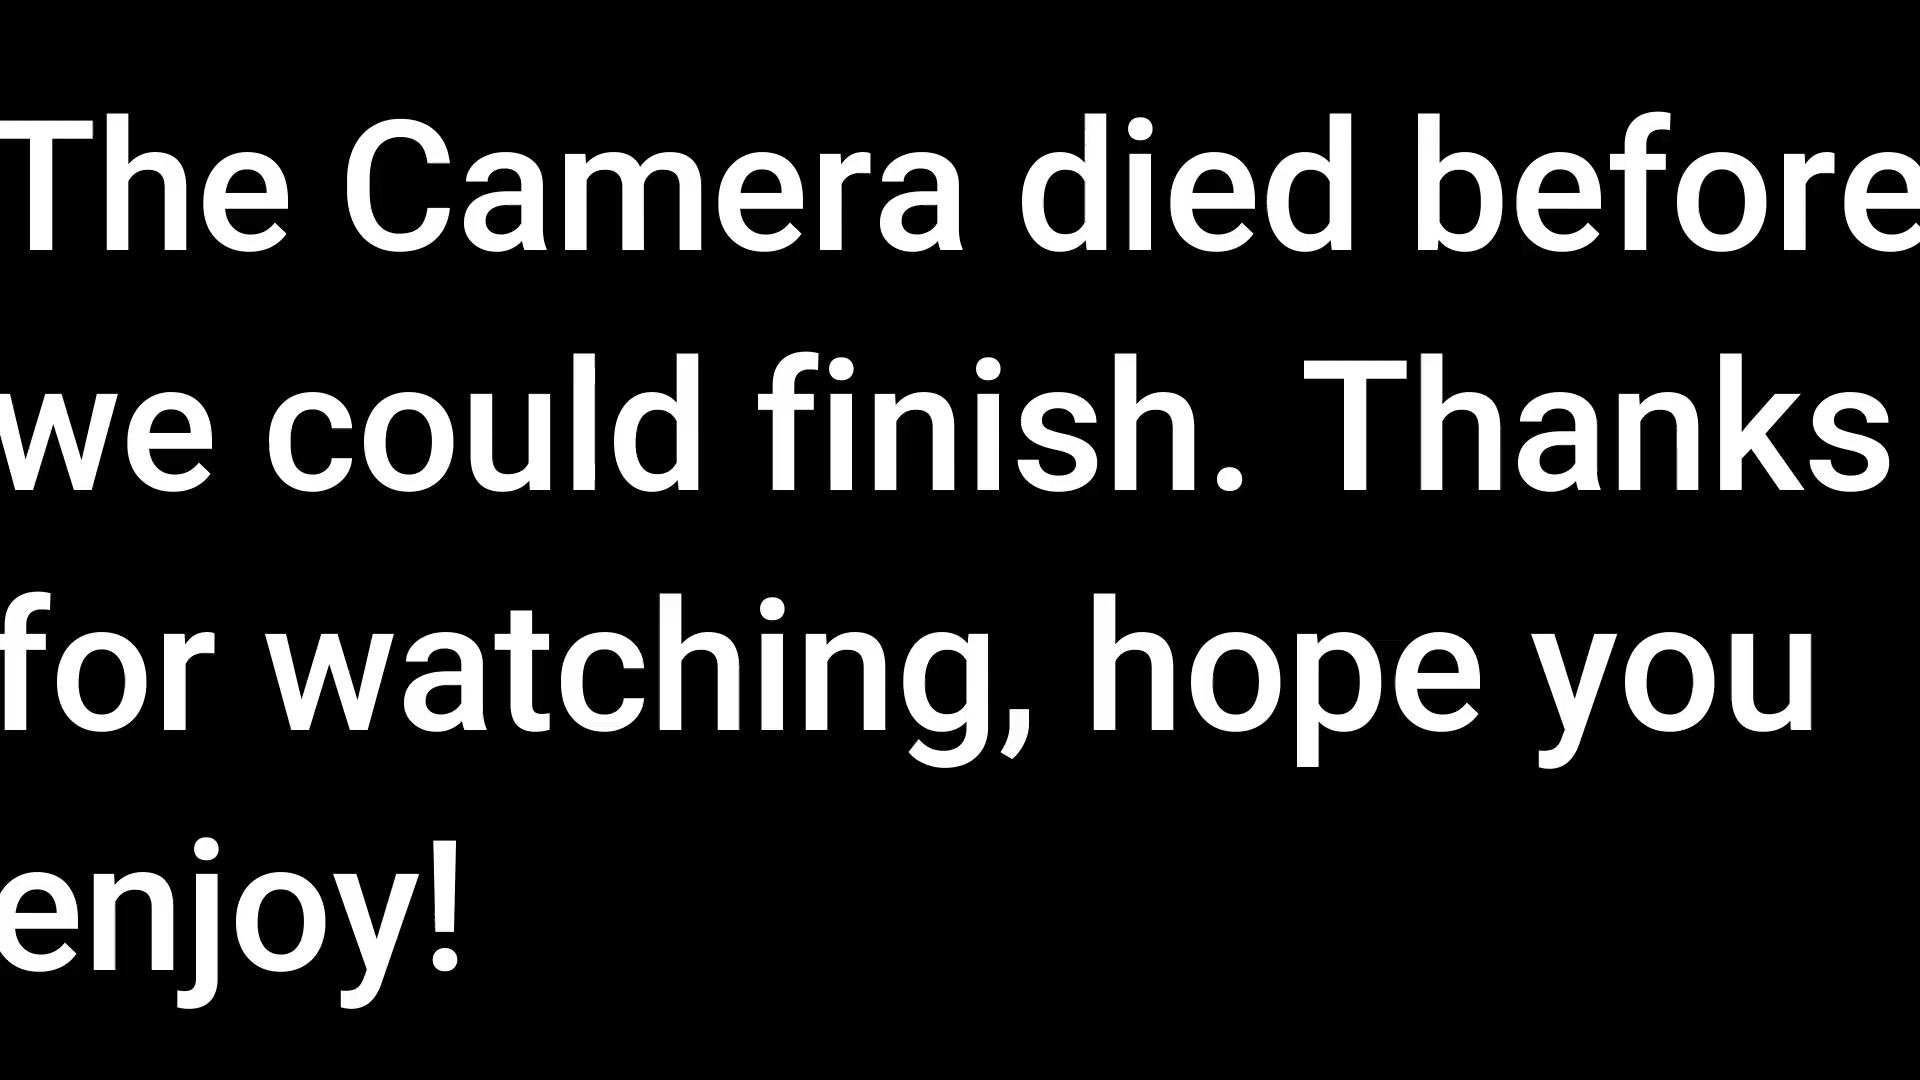 The Camera died before
we could finish. Thanks
for watching, hope you
enjoy!